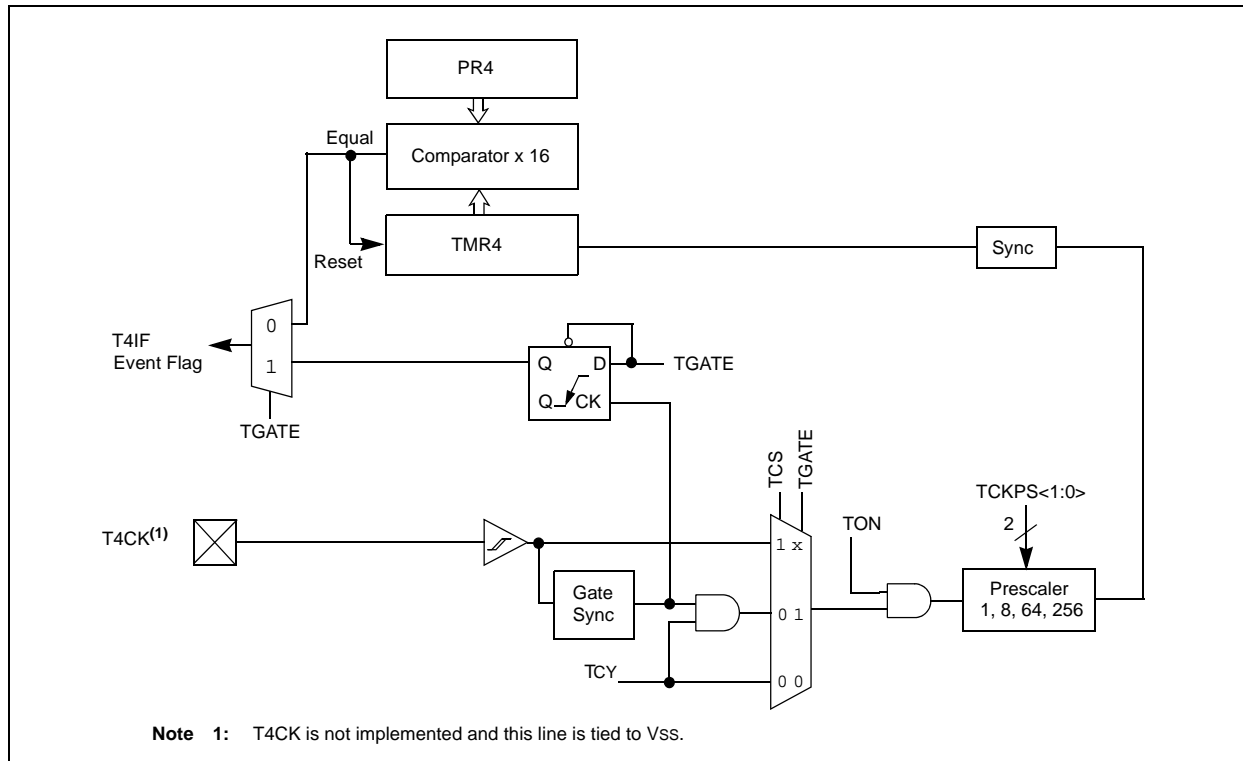 PR4
Equal
Comparator x 16
TMR4
Reset
Sync
0
T4IF
Event Flag
1
Q D
TGATE
Q CK
TGATE
TCS
TGATE
TCKPS<1:0>
2
TON
T4CK(1)
1 x
Prescaler
1, 8, 64, 256
Gate
Sync
0 1
TCY
0 0
Note 1: T4CK is not implemented and this line is tied to VSS.